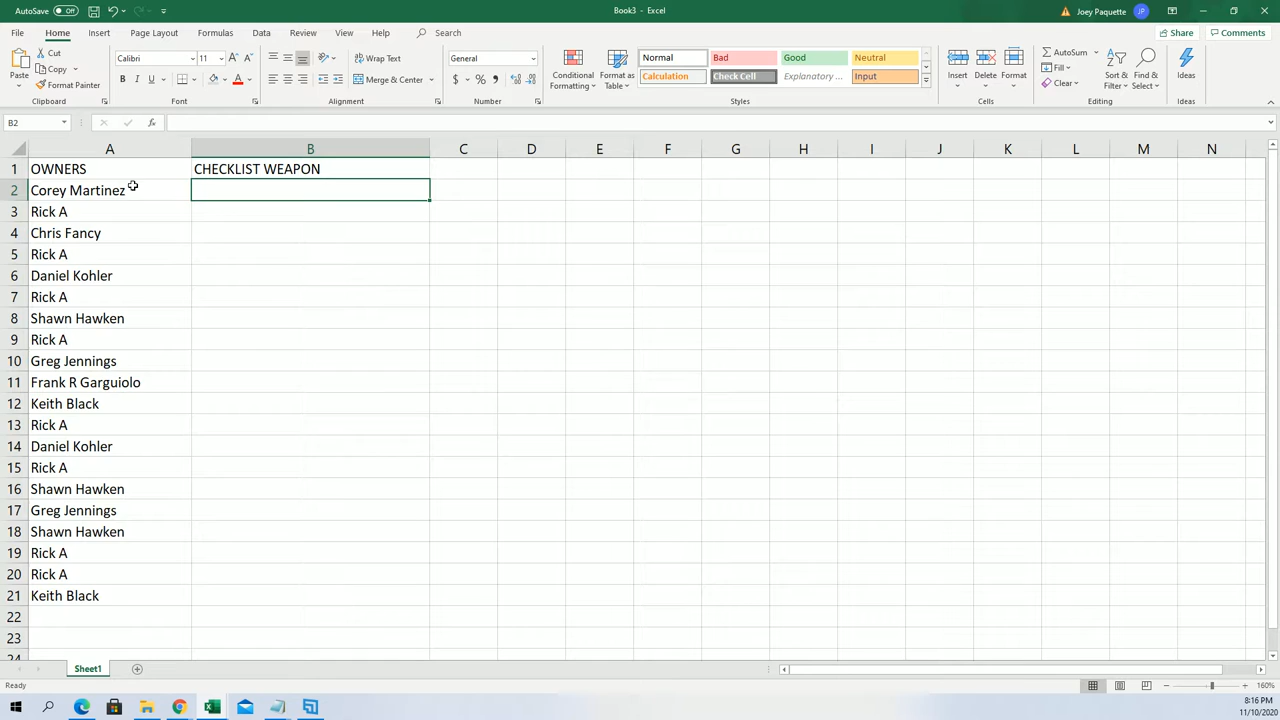 AutoSave Off Book3 - Excel Joey Paquette JP
File Home Insert Page Layout Formulas Data Review View Help Search Share Comments
Paste Cut Copy Format Painter Clipboard
Calibri 11 B I U A Font
Wrap Text Merge & Center Alignment
General $ % Number
Conditional Formatting Format as Table Normal Bad Good Neutral Calculation Check Cell Explanatory ... Input Styles
Insert Delete Format Cells
AutoSum Fill Clear Sort & Filter Find & Select Editing
Ideas Ideas
B2 fx
A B C D E F G H I J K L M N
1 OWNERS CHECKLIST WEAPON
2 Corey Martinez
3 Rick A
4 Chris Fancy
5 Rick A
6 Daniel Kohler
7 Rick A
8 Shawn Hawken
9 Rick A
10 Greg Jennings
11 Frank R Garguiolo
12 Keith Black
13 Rick A
14 Daniel Kohler
15 Rick A
16 Shawn Hawken
17 Greg Jennings
18 Shawn Hawken
19 Rick A
20 Rick A
21 Keith Black
22
23
24
Sheet1
Ready 160%
8:16 PM
11/10/2020